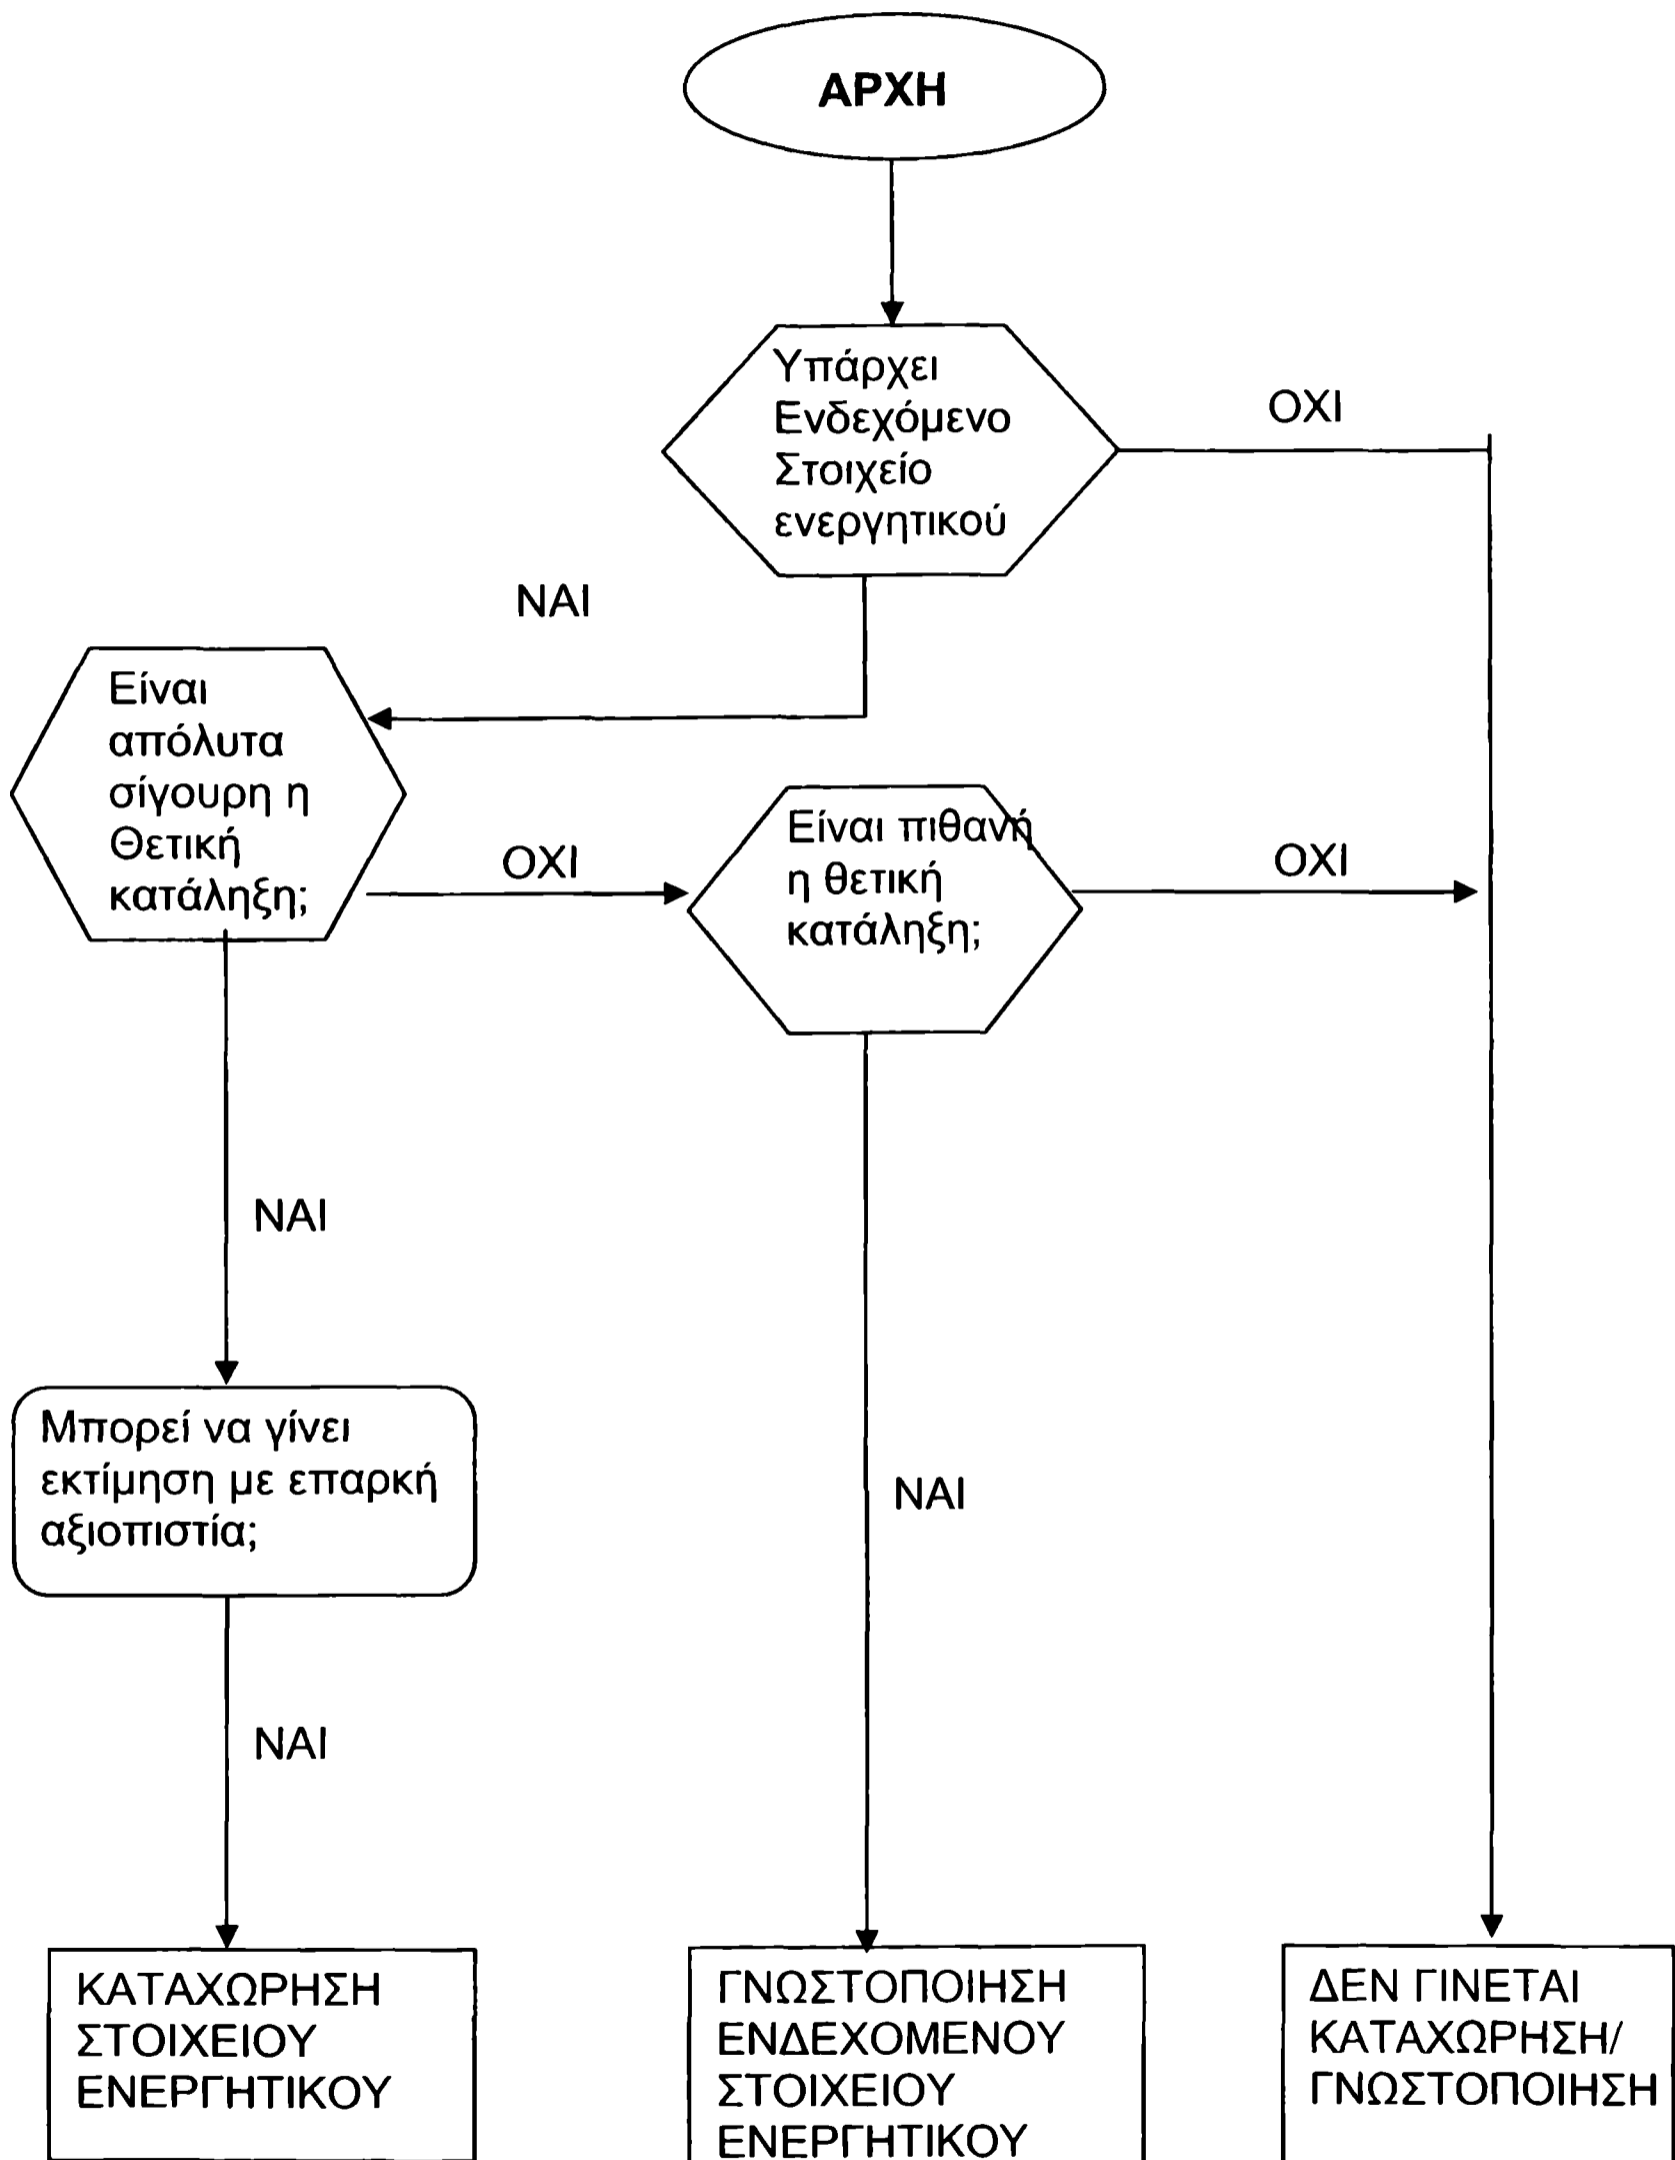 ΑΡΧΗ
Υπάρχει
Ενδεχόμενο
Στοιχείο
ενεργητικού
ΟΧΙ
ΝΑΙ
Είναι
απόλυτα
σίγουρη η
Θετική
κατάληξη;
ΟΧΙ
Είναι πιθανή
η θετική
κατάληξη;
ΟΧΙ
ΝΑΙ
Μπορεί να γίνει
εκτίμηση με επαρκή
αξιοπιστία;
ΝΑΙ
ΝΑΙ
ΚΑΤΑΧΩΡΗΣΗ
ΣΤΟΙΧΕΙΟΥ
ΕΝΕΡΓΗΤΙΚΟΥ
ΓΝΩΣΤΟΠΟΙΗΣΗ
ΕΝΔΕΧΟΜΕΝΟΥ
ΣΤΟΙΧΕΙΟΥ
ΕΝΕΡΓΗΤΙΚΟΥ
ΔΕΝ ΓΙΝΕΤΑΙ
ΚΑΤΑΧΩΡΗΣΗ/
ΓΝΩΣΤΟΠΟΙΗΣΗ